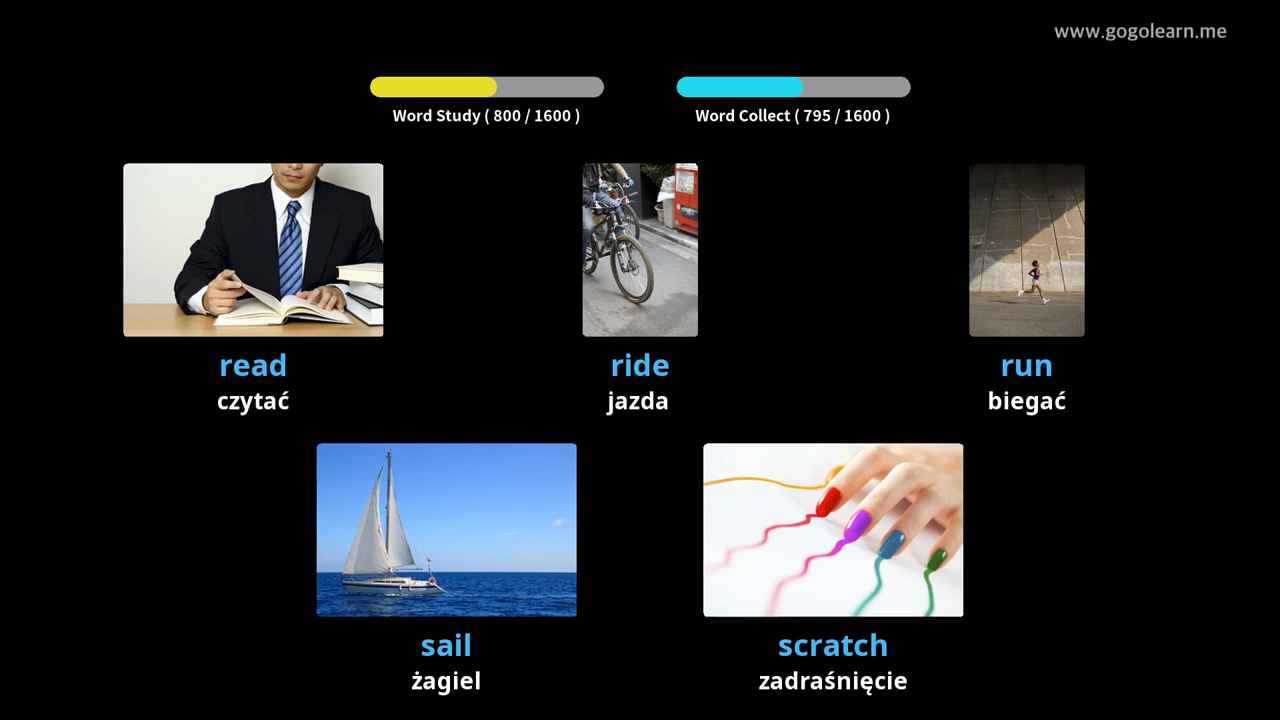 www.gogolearn.me
Word Study ( 800 / 1600 )
Word Collect ( 795 / 1600 )
read
czytać
ride
jazda
run
biegać
sail
żagiel
scratch
zadraśnięcie